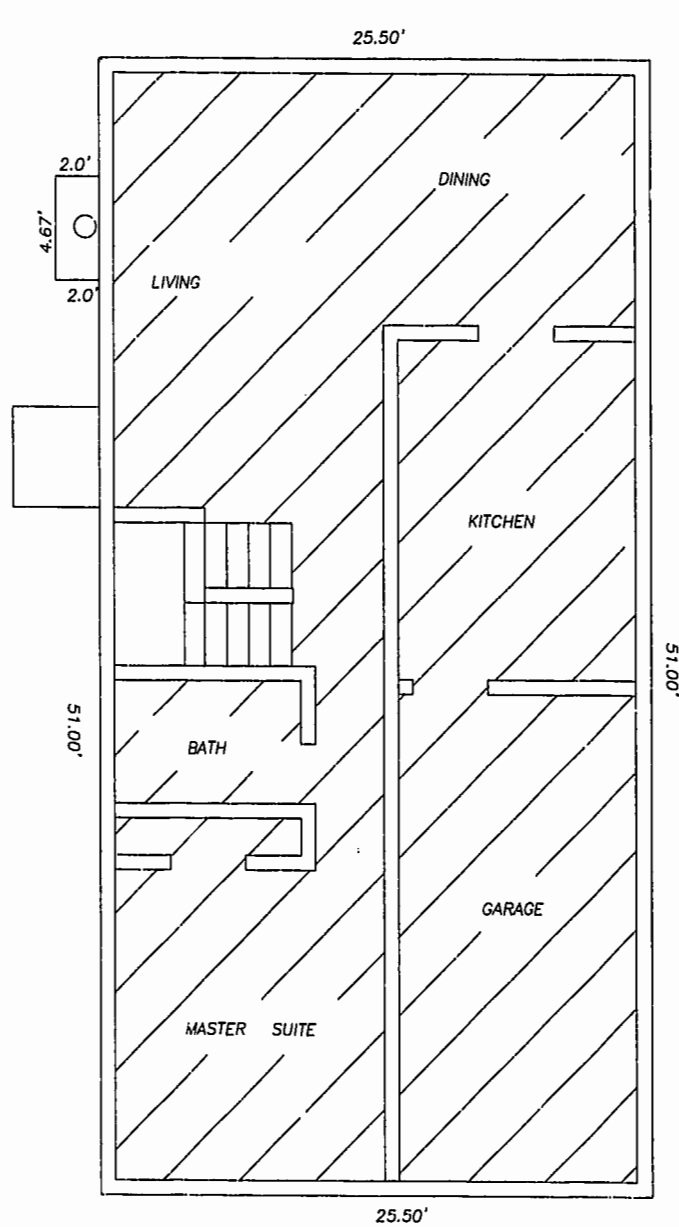 25.50'
2.0'
DINING
4.67'
LIVING
2.0'
KITCHEN
51.00'
51.00'
BATH
GARAGE
MASTER SUITE
25.50'